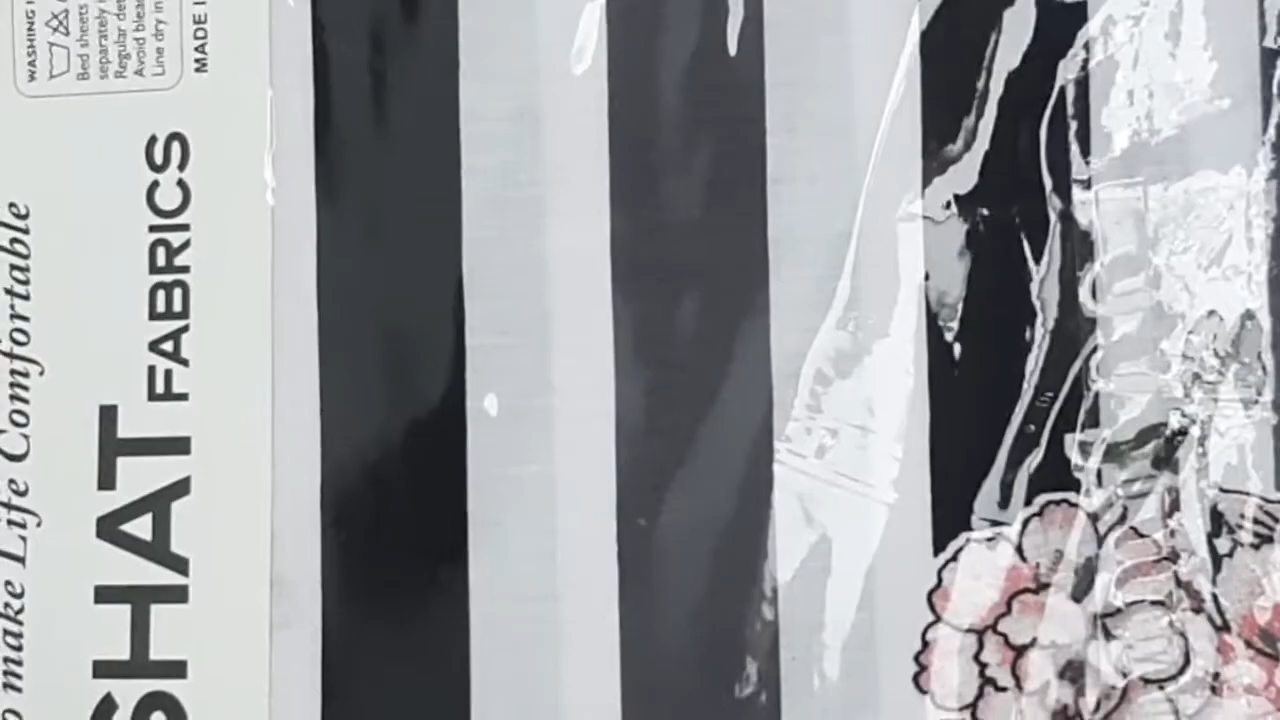 o make Life Comfortable
SHAT
FABRICS
WASHING I
Bed sheets
separately
Regular det
Avoid blea
Line dry in
MADE I